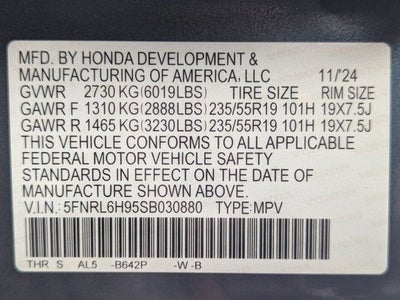 MFD. BY HONDA DEVELOPMENT &
MANUFACTURING OF AMERICA, LLC 11/'24
GVWR 2730 KG(6019LBS) TIRE SIZE RIM SIZE
GAWR F 1310 KG(2888LBS) 235/55R19 101H 19X7.5J
GAWR R 1465 KG(3230LBS) 235/55R19 101H 19X7.5J
THIS VEHICLE CONFORMS TO ALL APPLICABLE
FEDERAL MOTOR VEHICLE SAFETY
STANDARDS IN EFFECT ON THE DATE OF
MANUFACTURE SHOWN ABOVE.
V.I.N.: 5FNRL6H95SB030880 TYPE:MPV
THR S AL5 -B642P -W -B